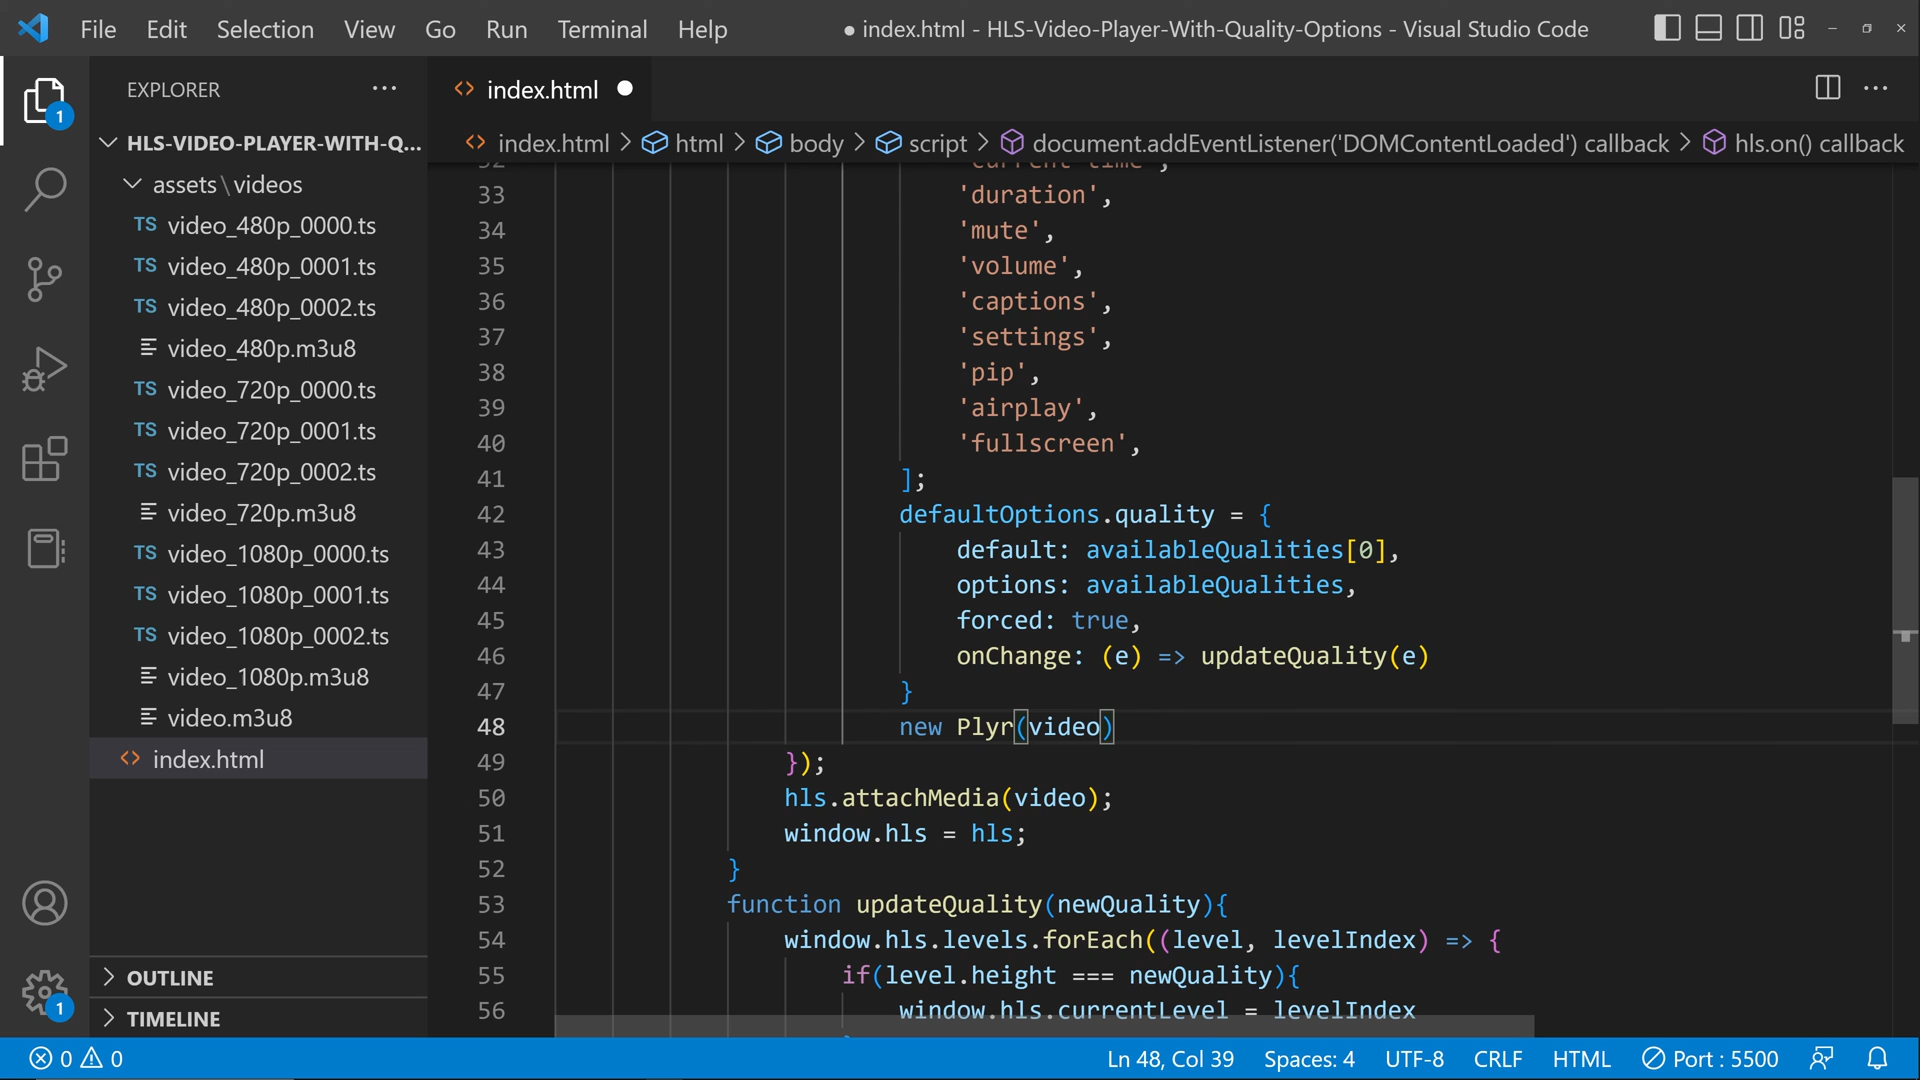 File Edit Selection View Go Run Terminal Help
● index.html - HLS-Video-Player-With-Quality-Options - Visual Studio Code
1
EXPLORER ...
HLS-VIDEO-PLAYER-WITH-Q...
assets\videos
TS video_480p_0000.ts
TS video_480p_0001.ts
TS video_480p_0002.ts
video_480p.m3u8
TS video_720p_0000.ts
TS video_720p_0001.ts
TS video_720p_0002.ts
video_720p.m3u8
TS video_1080p_0000.ts
TS video_1080p_0001.ts
TS video_1080p_0002.ts
video_1080p.m3u8
video.m3u8
<> index.html
OUTLINE
TIMELINE
1
<> index.html ●
<> index.html > html > body > script > document.addEventListener('DOMContentLoaded') callback > hls.on() callback
32 'current-time',
33 'duration',
34 'mute',
35 'volume',
36 'captions',
37 'settings',
38 'pip',
39 'airplay',
40 'fullscreen',
41 ];
42 defaultOptions.quality = {
43 default: availableQualities[0],
44 options: availableQualities,
45 forced: true,
46 onChange: (e) => updateQuality(e)
47 }
48 new Plyr(video)
49 });
50 hls.attachMedia(video);
51 window.hls = hls;
52 }
53 function updateQuality(newQuality){
54 window.hls.levels.forEach((level, levelIndex) => {
55 if(level.height === newQuality){
56 window.hls.currentLevel = levelIndex
0 0 Ln 48, Col 39 Spaces: 4 UTF-8 CRLF HTML Port : 5500